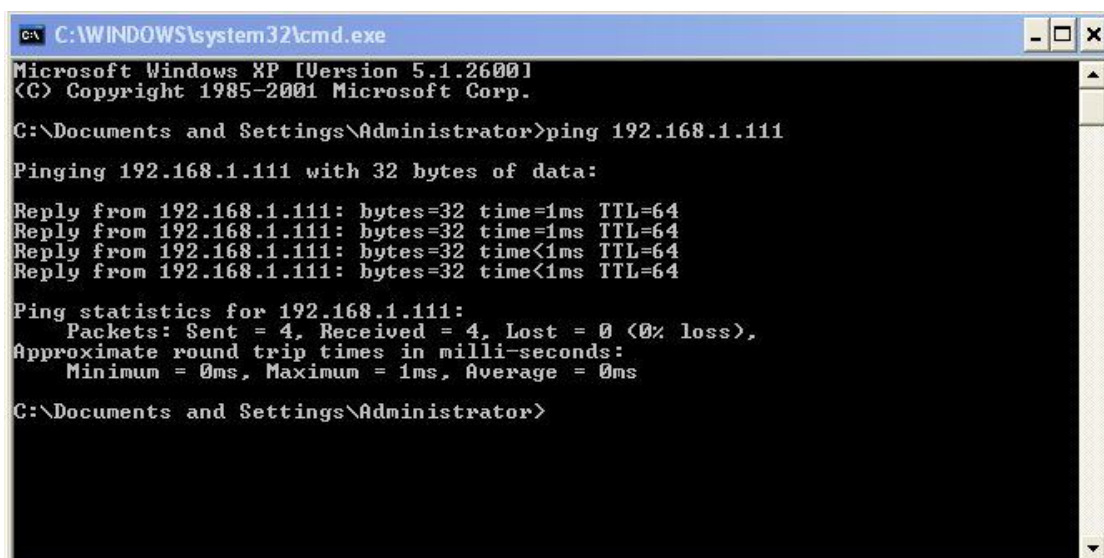 C:\WINDOWS\system32\cmd.exe
Microsoft Windows XP [Version 5.1.2600]
(C) Copyright 1985-2001 Microsoft Corp.
C:\Documents and Settings\Administrator>ping 192.168.1.111
Pinging 192.168.1.111 with 32 bytes of data:
Reply from 192.168.1.111: bytes=32 time=1ms TTL=64
Reply from 192.168.1.111: bytes=32 time=1ms TTL=64
Reply from 192.168.1.111: bytes=32 time<1ms TTL=64
Reply from 192.168.1.111: bytes=32 time<1ms TTL=64
Ping statistics for 192.168.1.111:
    Packets: Sent = 4, Received = 4, Lost = 0 (0% loss),
Approximate round trip times in milli-seconds:
    Minimum = 0ms, Maximum = 1ms, Average = 0ms
C:\Documents and Settings\Administrator>